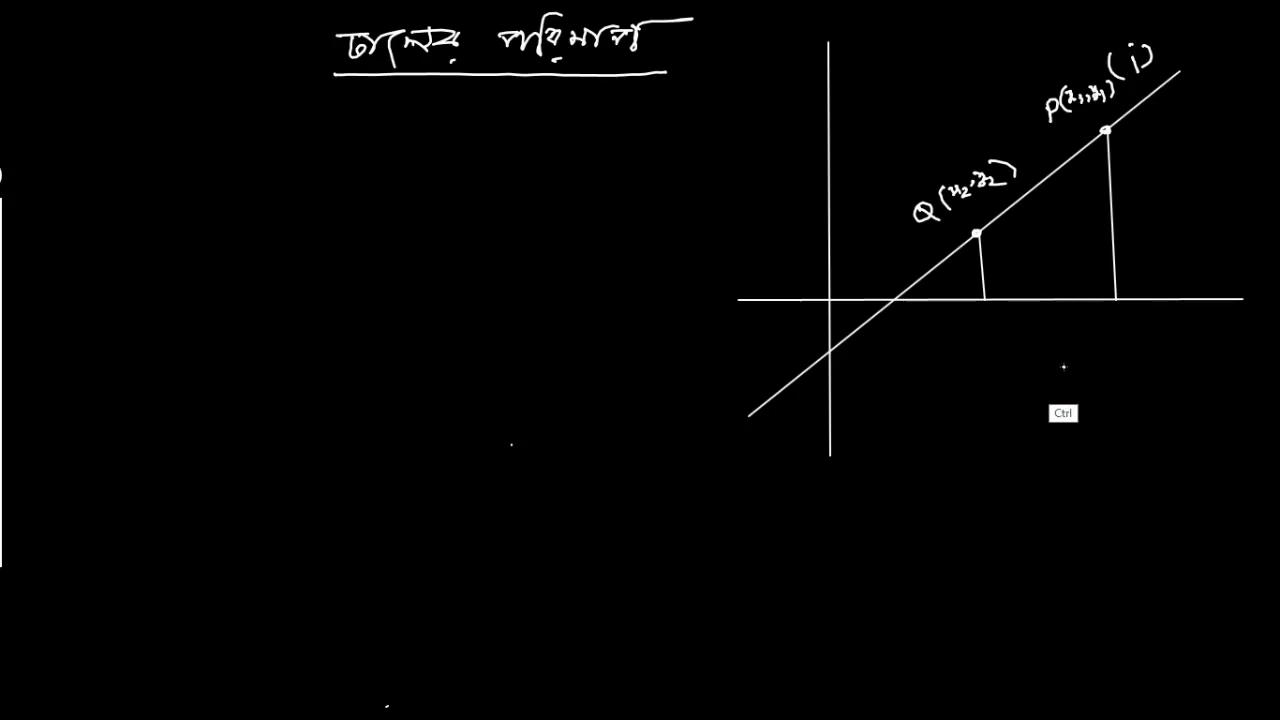 ঢালের পরিমাপ
P(x₁,y₁) (i)
Q(x₂,y₂)
Ctrl